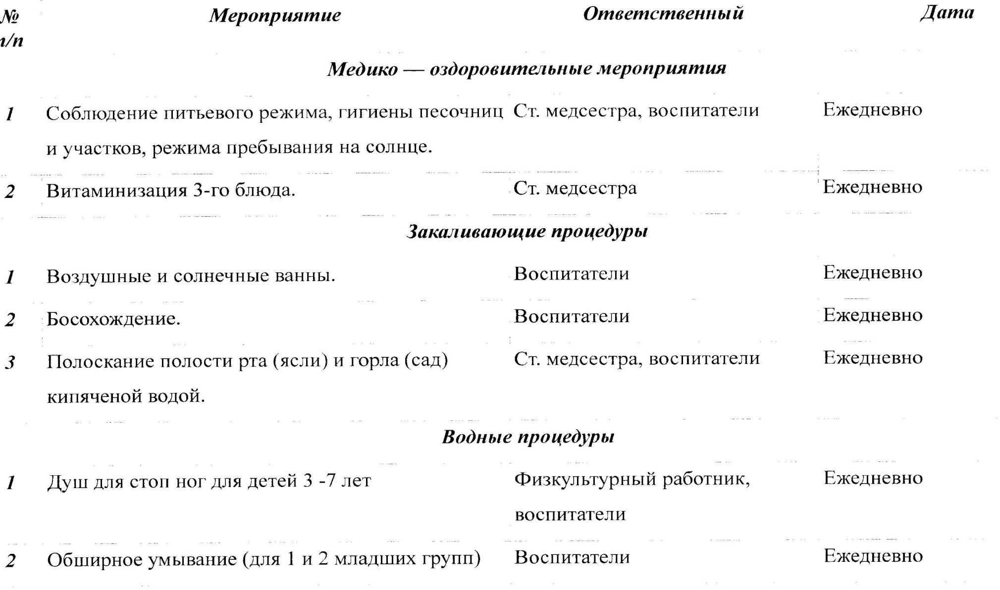 № Мероприятие Ответственный Дата
п/п
Медико — оздоровительные мероприятия
1 Соблюдение питьевого режима, гигиены песочниц Ст. медсестра, воспитатели Ежедневно
и участков, режима пребывания на солнце.
2 Витаминизация 3-го блюда. Ст. медсестра Ежедневно
Закаливающие процедуры
1 Воздушные и солнечные ванны. Воспитатели Ежедневно
2 Босохождение. Воспитатели Ежедневно
3 Полоскание полости рта (ясли) и горла (сад) Ст. медсестра, воспитатели Ежедневно
кипяченой водой.
Водные процедуры
1 Душ для стоп ног для детей 3 -7 лет Физкультурный работник, Ежедневно
воспитатели
2 Обширное умывание (для 1 и 2 младших групп) Воспитатели Ежедневно